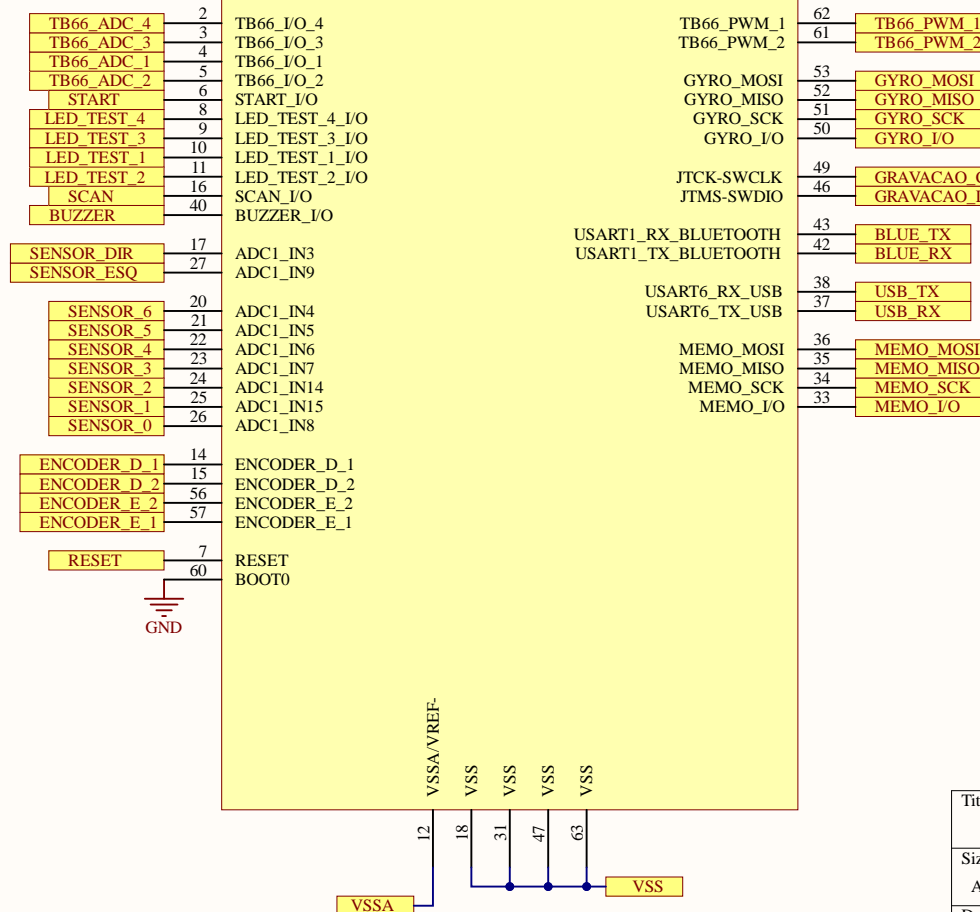 TB66_ADC_4 2 TB66_I/O_4 TB66_PWM_1 62 TB66_PWM_1
TB66_ADC_3 3 TB66_I/O_3 TB66_PWM_2 61 TB66_PWM_2
TB66_ADC_1 4 TB66_I/O_1
TB66_ADC_2 5 TB66_I/O_2 GYRO_MOSI 53 GYRO_MOSI
START 6 START_I/O GYRO_MISO 52 GYRO_MISO
LED_TEST_4 8 LED_TEST_4_I/O GYRO_SCK 51 GYRO_SCK
LED_TEST_3 9 LED_TEST_3_I/O GYRO_I/O 50 GYRO_I/O
LED_TEST_1 10 LED_TEST_1_I/O
LED_TEST_2 11 LED_TEST_2_I/O JTCK-SWCLK 49
SCAN 16 SCAN_I/O JTMS-SWDIO 46
BUZZER 40 BUZZER_I/O
USART1_RX_BLUETOOTH 43 BLUE_TX
SENSOR_DIR 17 ADC1_IN3 USART1_TX_BLUETOOTH 42 BLUE_RX
SENSOR_ESQ 27 ADC1_IN9
USART6_RX_USB 38 USB_TX
SENSOR_6 20 ADC1_IN4 USART6_TX_USB 37 USB_RX
SENSOR_5 21 ADC1_IN5
SENSOR_4 22 ADC1_IN6 MEMO_MOSI 36 MEMO_MOSI
SENSOR_3 23 ADC1_IN7 MEMO_MISO 35 MEMO_MISO
SENSOR_2 24 ADC1_IN14 MEMO_SCK 34 MEMO_SCK
SENSOR_1 25 ADC1_IN15 MEMO_I/O 33 MEMO_I/O
SENSOR_0 26 ADC1_IN8
ENCODER_D_1 14 ENCODER_D_1
ENCODER_D_2 15 ENCODER_D_2
ENCODER_E_2 56 ENCODER_E_2
ENCODER_E_1 57 ENCODER_E_1
RESET 7 RESET
60 BOOT0
GND
VSSA/VREF- VSS VSS VSS VSS
12 18 31 47 63
VSS
VSSA